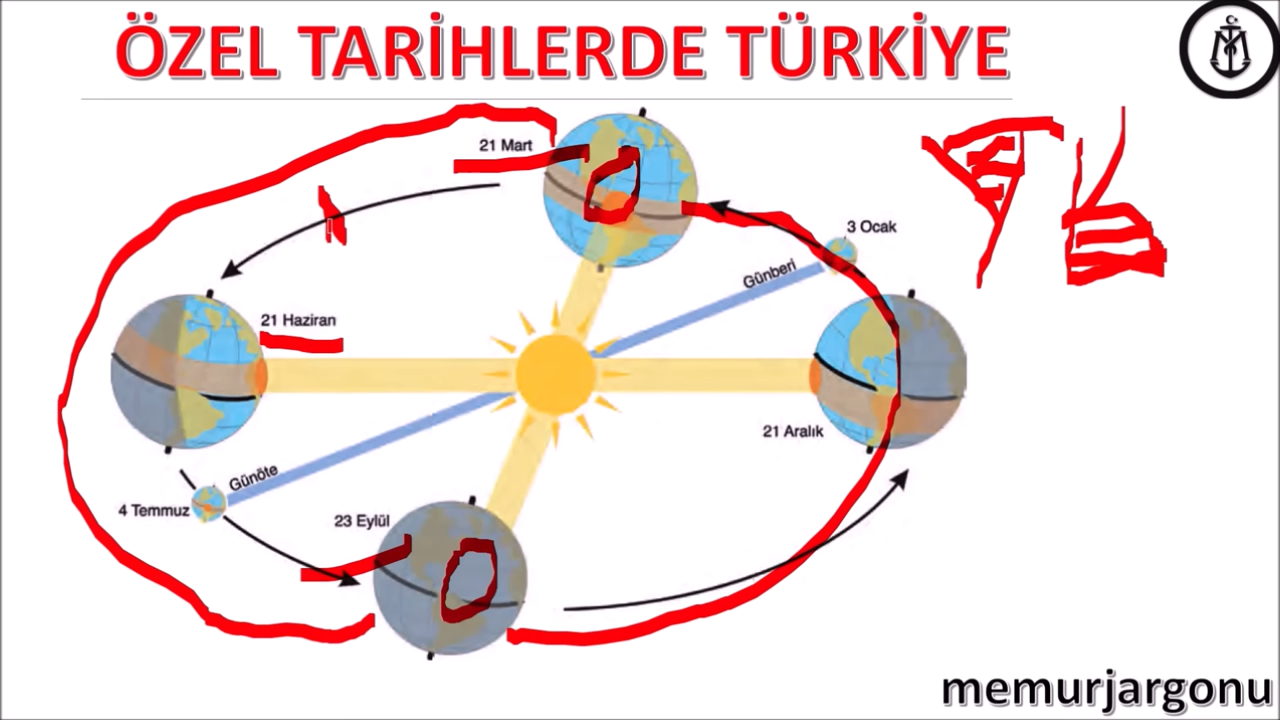 ÖZEL TARİHLERDE TÜRKİYE
21 Mart
3 Ocak
Günberi
21 Haziran
21 Aralık
Günöte
4 Temmuz
23 Eylül
memurjargonu